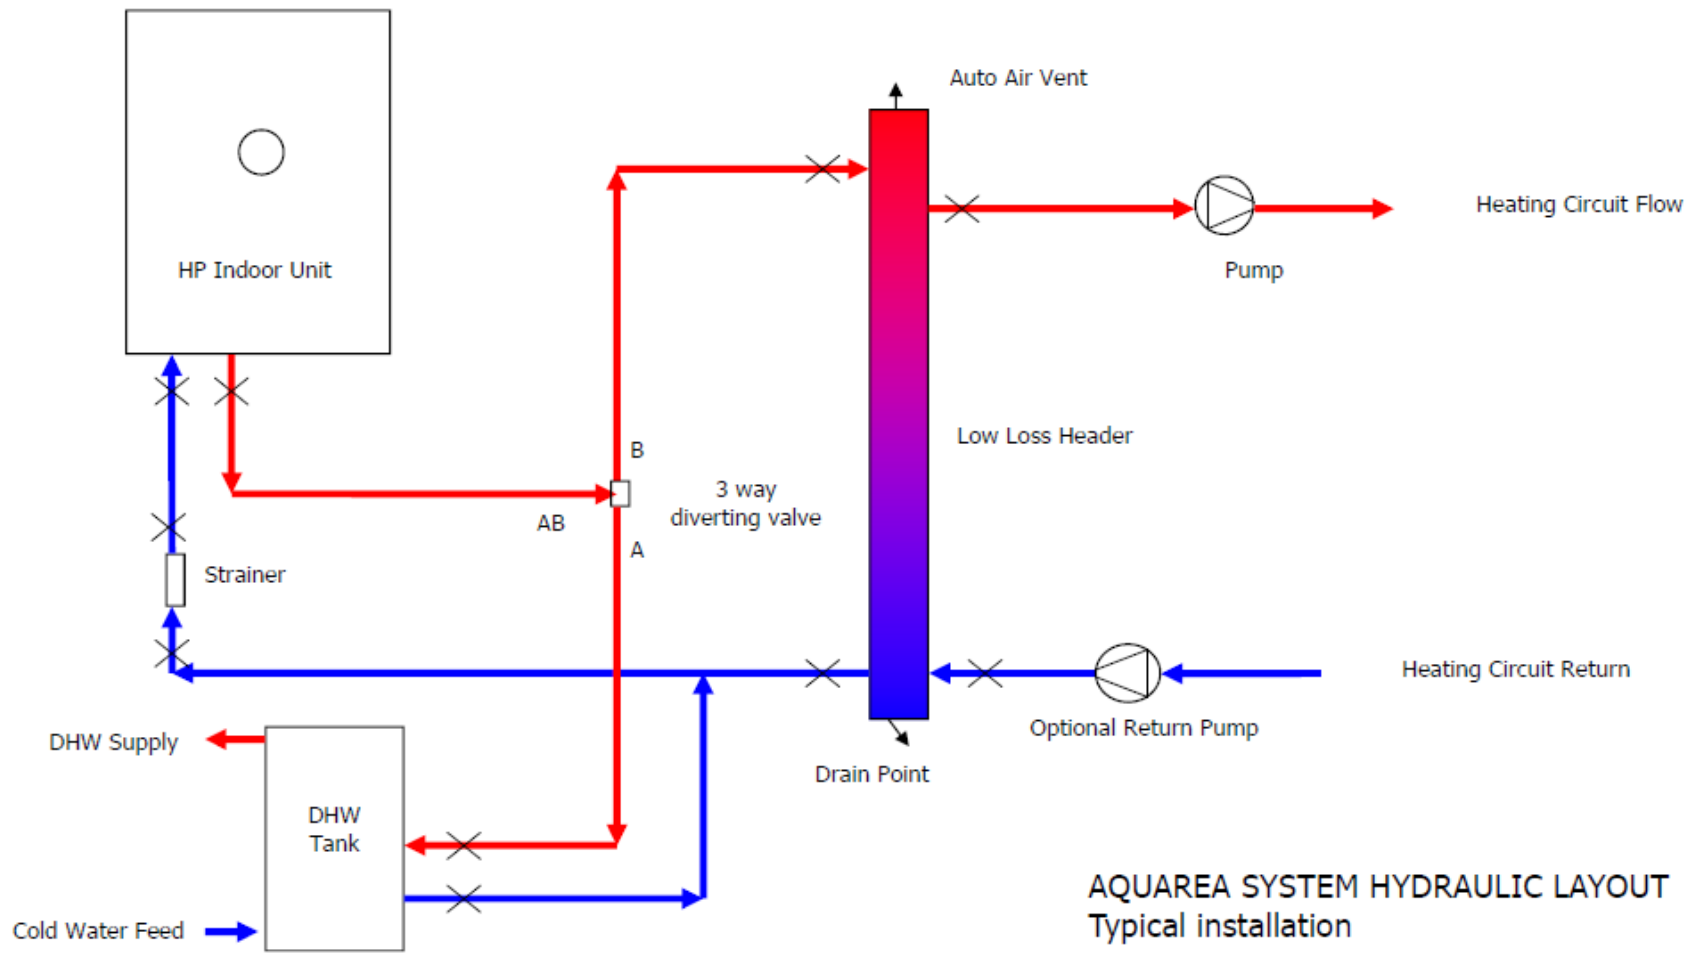 Auto Air Vent
Heating Circuit Flow
HP Indoor Unit
Pump
Low Loss Header
B
3 way
diverting valve
AB
A
Strainer
Heating Circuit Return
Optional Return Pump
DHW Supply
Drain Point
DHW
Tank
Cold Water Feed
AQUAREA SYSTEM HYDRAULIC LAYOUT
Typical installation